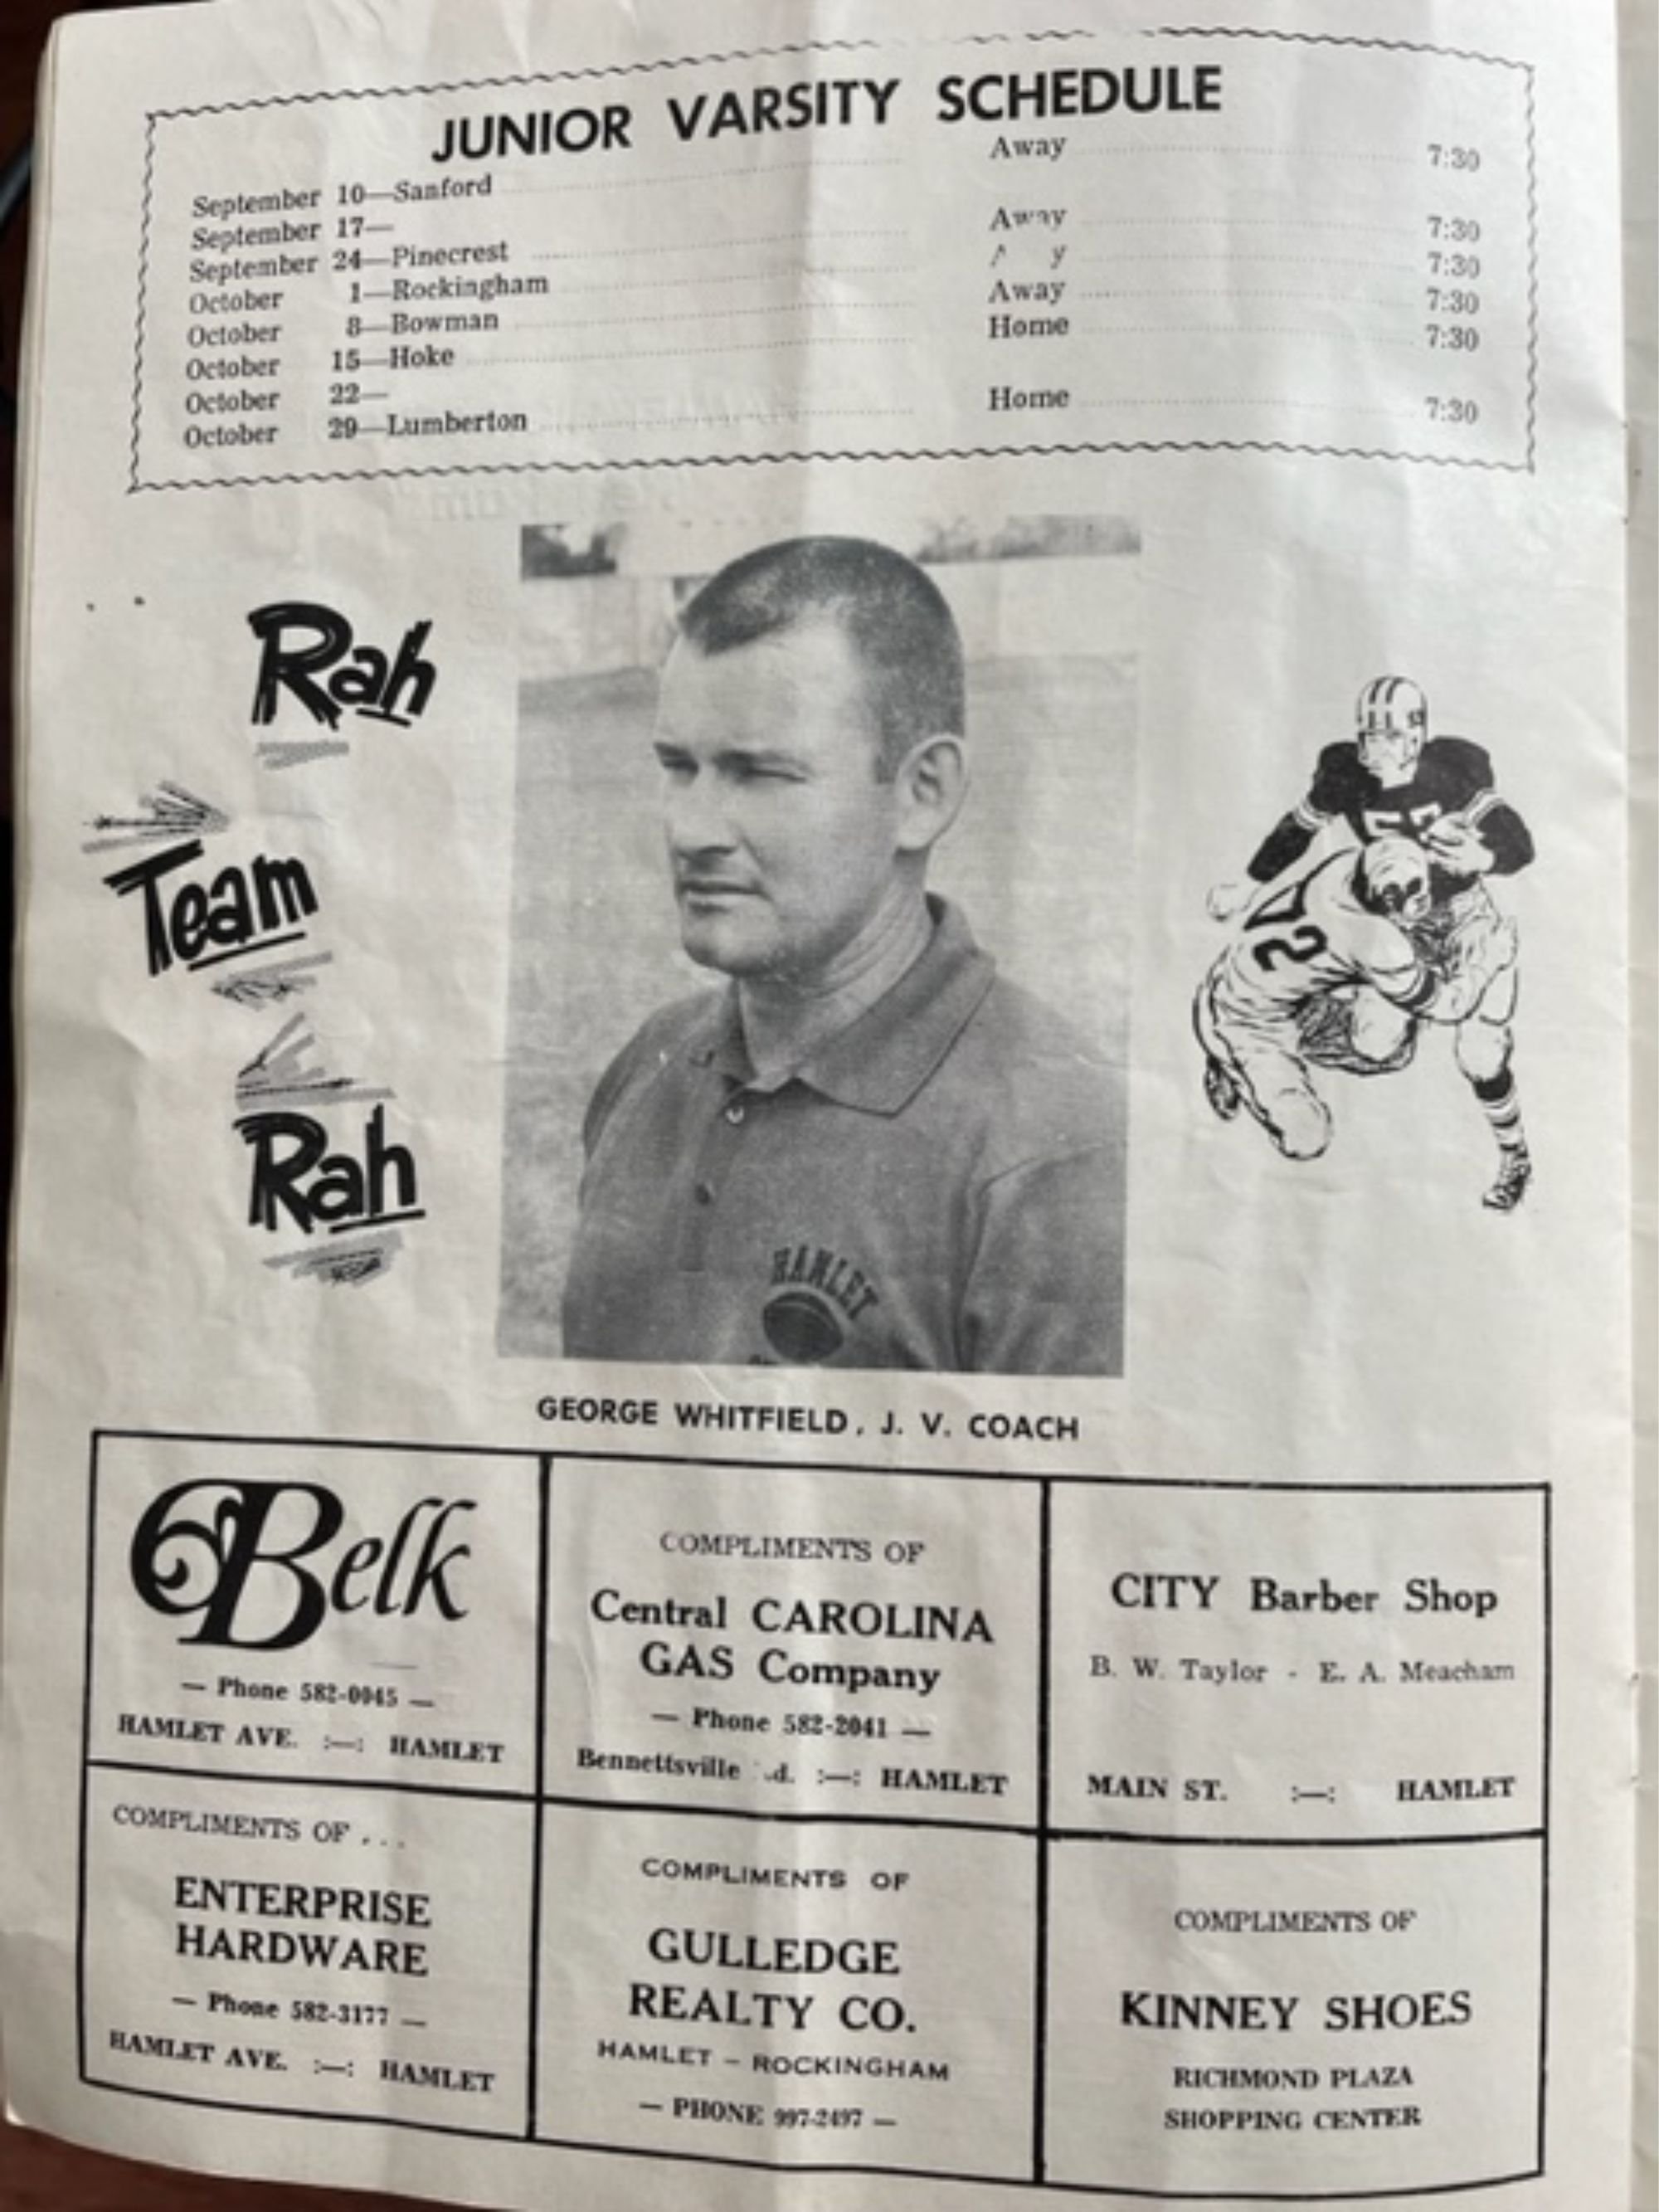 JUNIOR VARSITY SCHEDULE
September 10—Sanford Away 7:30
September 17—
September 24—Pinecrest Away 7:30
October 1—Rockingham 7:30
October 8—Bowman Away 7:30
October 15—Hoke Home 7:30
October 22—
October 29—Lumberton Home 7:30
Rah
Team
Rah
52
HAMLET
GEORGE WHITFIELD, J. V. COACH
Belk
— Phone 582-0045 —
HAMLET AVE. :—: HAMLET
COMPLIMENTS OF
Central CAROLINA
GAS Company
— Phone 582-2041 —
Bennettsville :—: HAMLET
CITY Barber Shop
B. W. Taylor - E. A. Meacham
MAIN ST. :—: HAMLET
COMPLIMENTS OF . . .
ENTERPRISE
HARDWARE
— Phone 582-3177 —
HAMLET AVE. :—: HAMLET
COMPLIMENTS OF
GULLEDGE
REALTY CO.
HAMLET – ROCKINGHAM
— PHONE 997-2497 —
COMPLIMENTS OF
KINNEY SHOES
RICHMOND PLAZA
SHOPPING CENTER